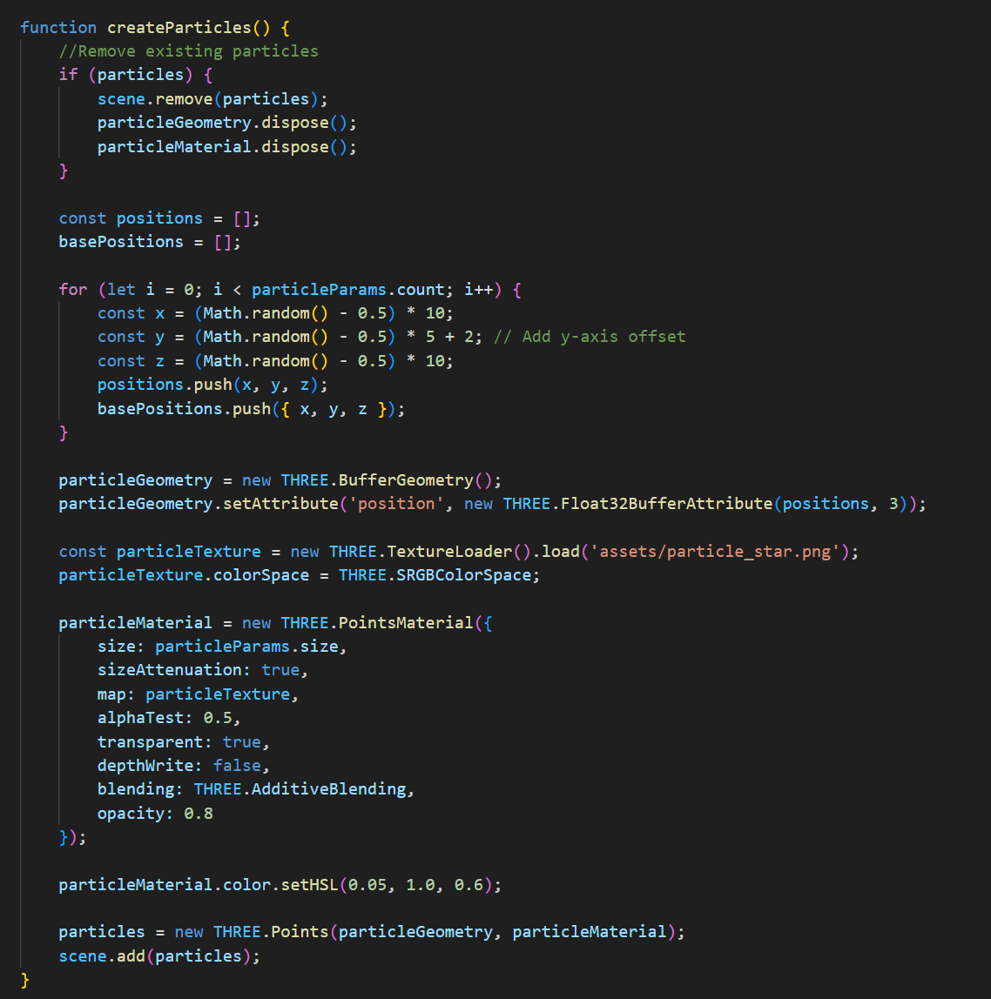 function createParticles() {
    //Remove existing particles
    if (particles) {
        scene.remove(particles);
        particleGeometry.dispose();
        particleMaterial.dispose();
    }

    const positions = [];
    basePositions = [];

    for (let i = 0; i < particleParams.count; i++) {
        const x = (Math.random() - 0.5) * 10;
        const y = (Math.random() - 0.5) * 5 + 2; // Add y-axis offset
        const z = (Math.random() - 0.5) * 10;
        positions.push(x, y, z);
        basePositions.push({ x, y, z });
    }

    particleGeometry = new THREE.BufferGeometry();
    particleGeometry.setAttribute('position', new THREE.Float32BufferAttribute(positions, 3));

    const particleTexture = new THREE.TextureLoader().load('assets/particle_star.png');
    particleTexture.colorSpace = THREE.SRGBColorSpace;

    particleMaterial = new THREE.PointsMaterial({
        size: particleParams.size,
        sizeAttenuation: true,
        map: particleTexture,
        alphaTest: 0.5,
        transparent: true,
        depthWrite: false,
        blending: THREE.AdditiveBlending,
        opacity: 0.8
    });

    particleMaterial.color.setHSL(0.05, 1.0, 0.6);

    particles = new THREE.Points(particleGeometry, particleMaterial);
    scene.add(particles);
}